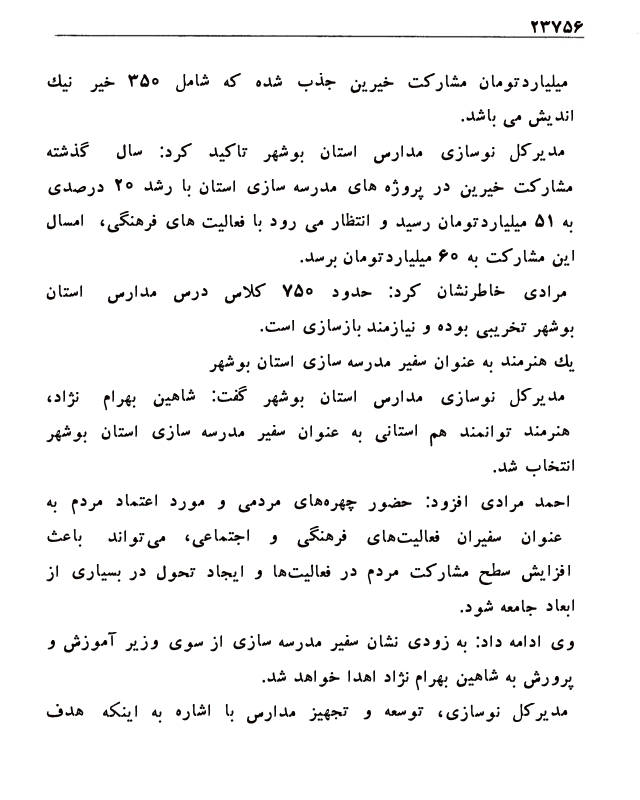 ۲۳۷۵۶
میلیاردتومان مشارکت خیرین جذب شده که شامل ۳۵۰ خیر نیك
اندیش می باشد.
مدیرکل نوسازی مدارس استان بوشهر تاکید کرد: سال گذشته
مشارکت خیرین در پروژه های مدرسه سازی استان با رشد ۲۰ درصدی
به ۵۱ میلیاردتومان رسید و انتظار می رود با فعالیت های فرهنگی، امسال
این مشارکت به ۶۰ میلیاردتومان برسد.
مرادی خاطرنشان کرد: حدود ۷۵۰ کلاس درس مدارس استان
بوشهر تخریبی بوده و نیازمند بازسازی است.
یك هنرمند به عنوان سفیر مدرسه سازی استان بوشهر
مدیرکل نوسازی مدارس استان بوشهر گفت: شاهین بهرام نژاد،
هنرمند توانمند هم استانی به عنوان سفیر مدرسه سازی استان بوشهر
انتخاب شد.
احمد مرادی افزود: حضور چهره‌های مردمی و مورد اعتماد مردم به
عنوان سفیران فعالیت‌های فرهنگی و اجتماعی، می‌تواند باعث
افزایش سطح مشارکت مردم در فعالیت‌ها و ایجاد تحول در بسیاری از
ابعاد جامعه شود.
وی ادامه داد: به زودی نشان سفیر مدرسه سازی از سوی وزیر آموزش و
پرورش به شاهین بهرام نژاد اهدا خواهد شد.
مدیرکل نوسازی، توسعه و تجهیز مدارس با اشاره به اینکه هدف